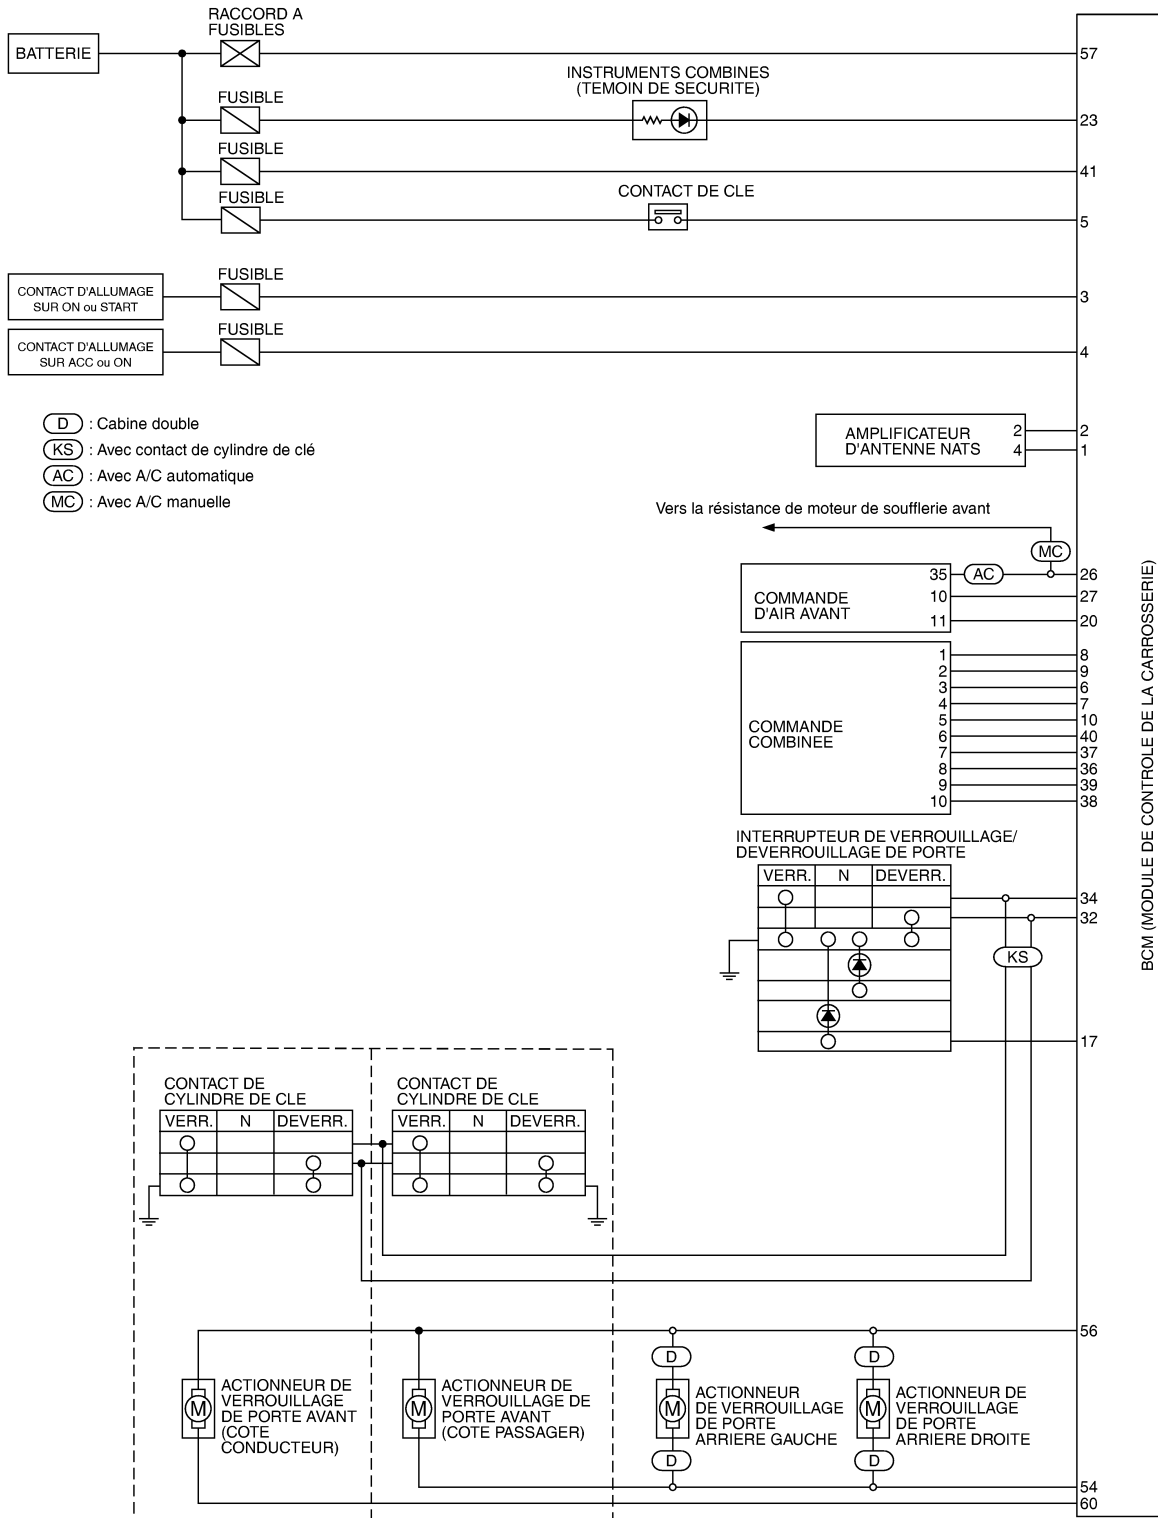 RACCORD A
FUSIBLES
BATTERIE
57
INSTRUMENTS COMBINES
(TEMOIN DE SECURITE)
FUSIBLE
23
FUSIBLE
41
FUSIBLE
CONTACT DE CLE
5
CONTACT D'ALLUMAGE
SUR ON ou START
FUSIBLE
3
CONTACT D'ALLUMAGE
SUR ACC ou ON
FUSIBLE
4
D : Cabine double
KS : Avec contact de cylindre de clé
AC : Avec A/C automatique
MC : Avec A/C manuelle
AMPLIFICATEUR
D'ANTENNE NATS
2 2
4 1
Vers la résistance de moteur de soufflerie avant
MC
COMMANDE
D'AIR AVANT
35 AC 26
10 27
11 20
COMMANDE
COMBINEE
1 8
2 9
3 6
4 7
5 10
6 40
7 37
8 36
9 39
10 38
BCM (MODULE DE CONTROLE DE LA CARROSSERIE)
INTERRUPTEUR DE VERROUILLAGE/
DEVERROUILLAGE DE PORTE
VERR. N DEVERR.
34
32
KS
17
CONTACT DE
CYLINDRE DE CLE
VERR. N DEVERR.
CONTACT DE
CYLINDRE DE CLE
VERR. N DEVERR.
56
D
D
M
ACTIONNEUR DE
VERROUILLAGE
DE PORTE AVANT
(COTE
CONDUCTEUR)
M
ACTIONNEUR DE
VERROUILLAGE DE
PORTE AVANT
(COTE PASSAGER)
M
ACTIONNEUR
DE VERROUILLAGE
DE PORTE
ARRIERE GAUCHE
M
ACTIONNEUR DE
VERROUILLAGE
DE PORTE
ARRIERE DROITE
D
D
54
60